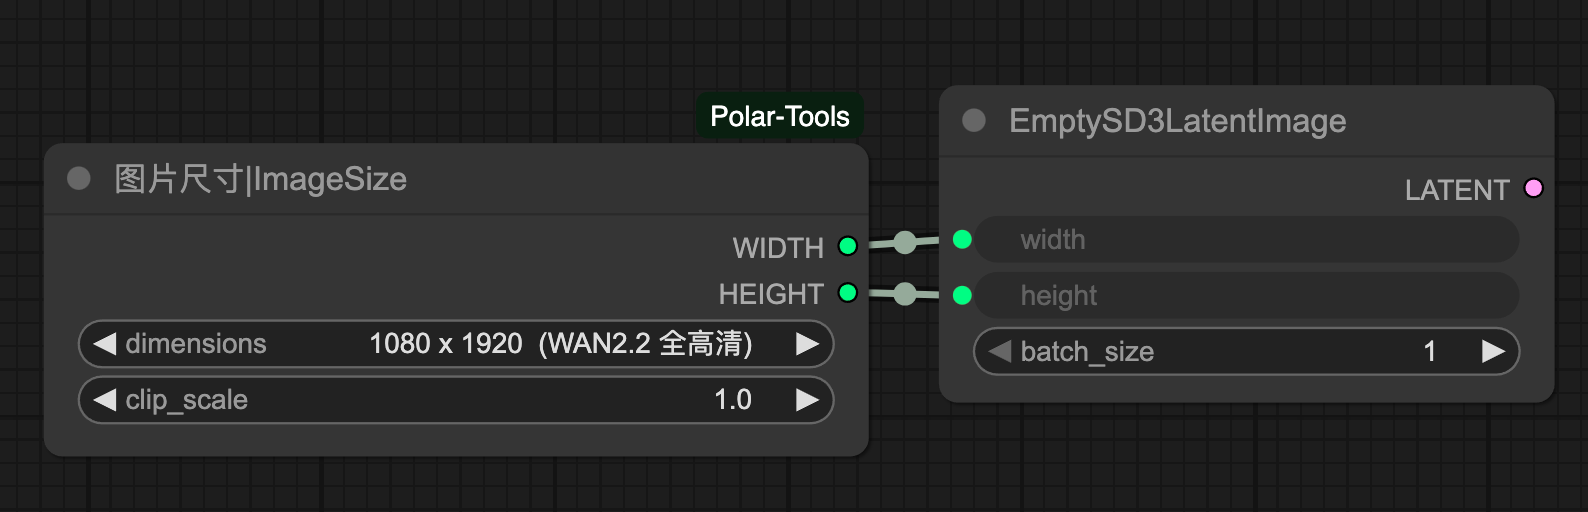 Polar-Tools
图片尺寸|ImageSize
WIDTH
HEIGHT
dimensions 1080 x 1920 (WAN2.2 全高清)
clip_scale 1.0
EmptySD3LatentImage
LATENT
width
height
batch_size 1